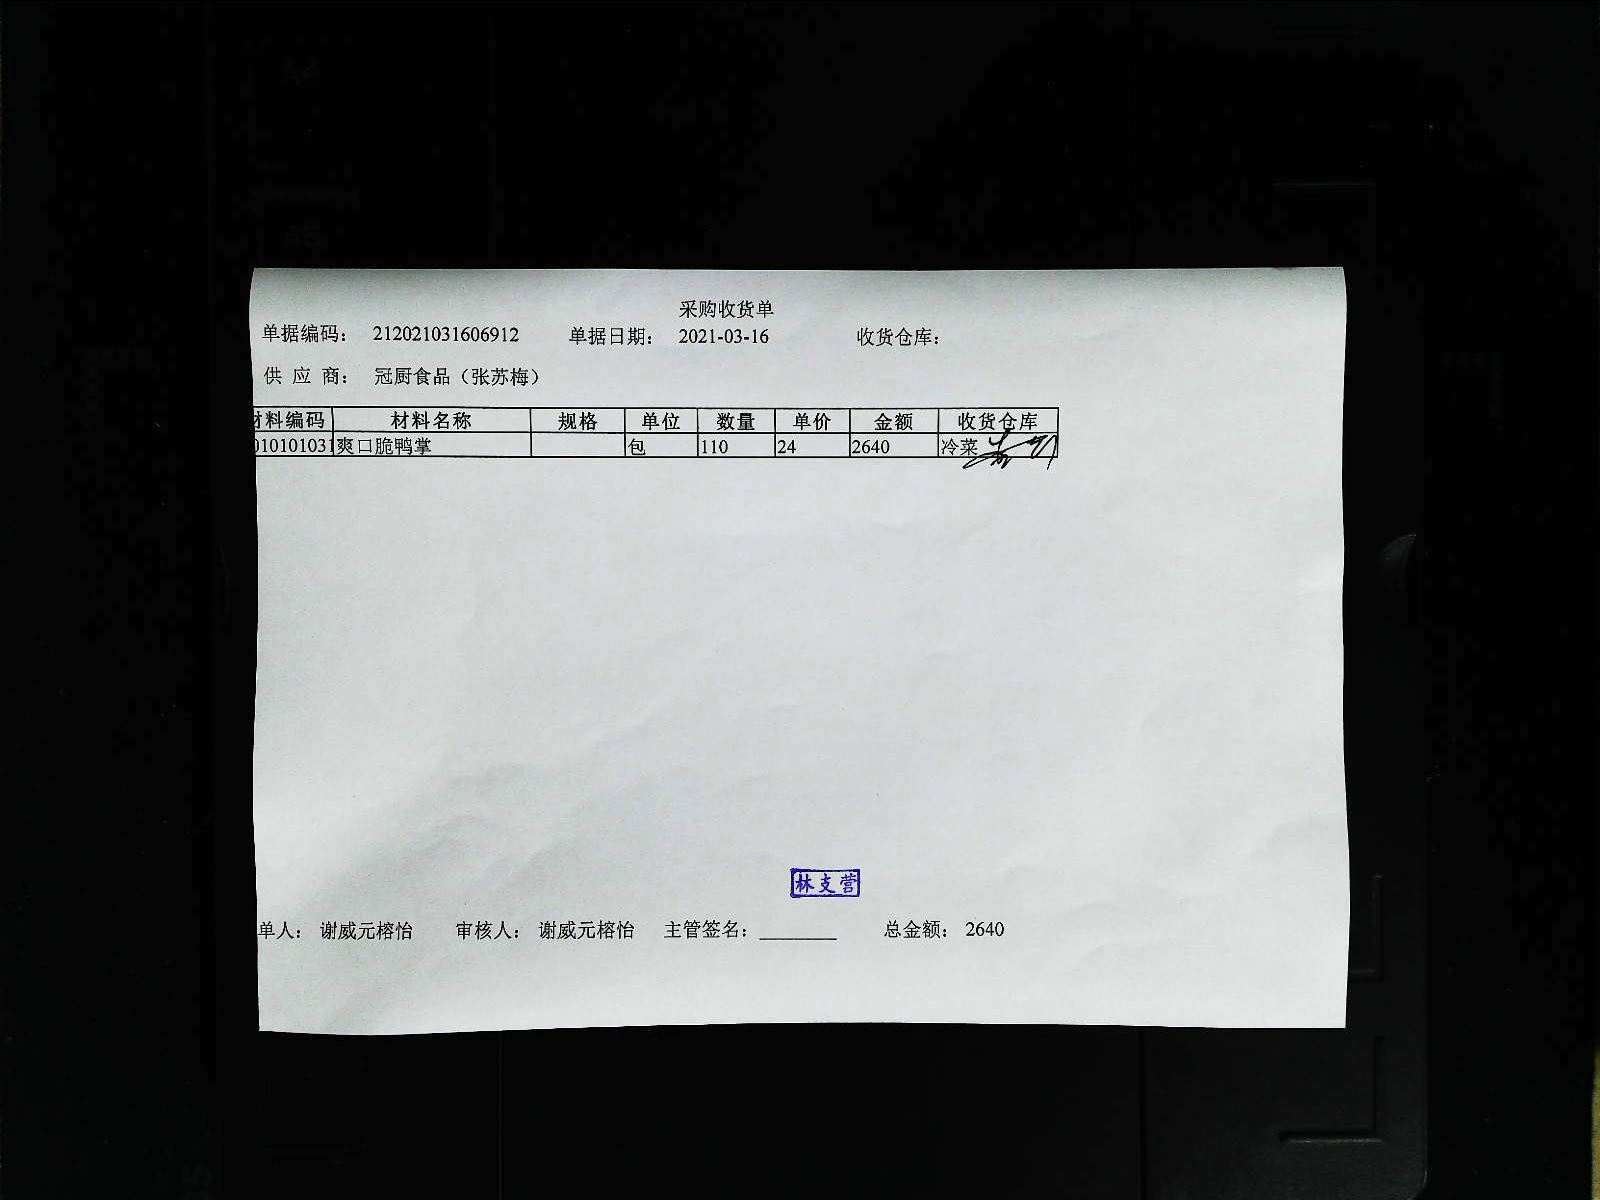 采购收货单
单据编码： 212021031606912 单据日期： 2021-03-16 收货仓库：
供 应 商： 冠厨食品（张苏梅）
材料编码 材料名称 规格 单位 数量 单价 金额 收货仓库
010101031 爽口脆鸭掌 包 110 24 2640 冷菜
林支营
单人： 谢威元榕怡 审核人： 谢威元榕怡 主管签名：________ 总金额： 2640